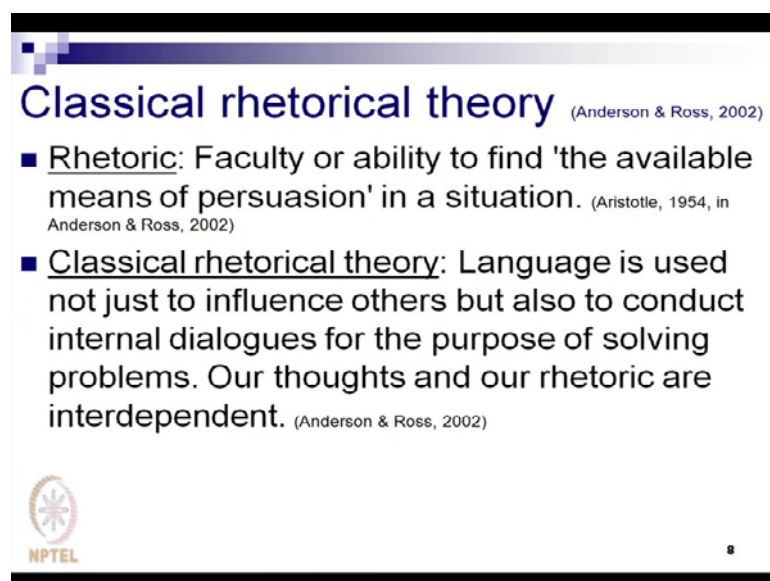 Classical rhetorical theory (Anderson & Ross, 2002)
Rhetoric: Faculty or ability to find 'the available
means of persuasion' in a situation. (Aristotle, 1954, in
Anderson & Ross, 2002)
Classical rhetorical theory: Language is used
not just to influence others but also to conduct
internal dialogues for the purpose of solving
problems. Our thoughts and our rhetoric are
interdependent. (Anderson & Ross, 2002)
NPTEL
8